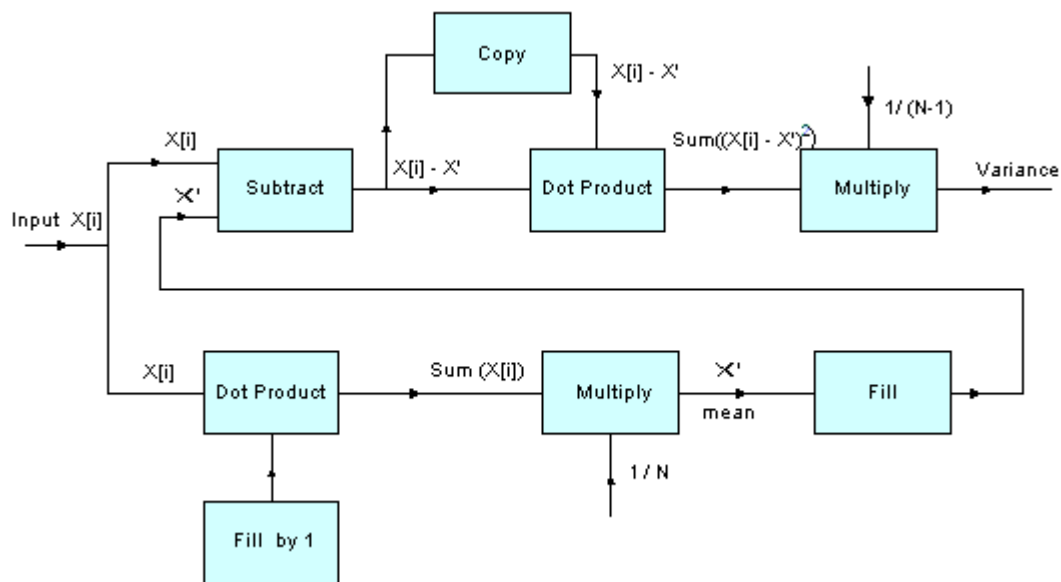 Copy
X[i] - X'
1/ (N-1)
X[i]
Sum((X[i] - X')²)
Subtract
X[i] - X'
Dot Product
Multiply
Variance
X'
Input X[i]
X[i]
Dot Product
Sum (X[i])
Multiply
X'
mean
Fill
1 / N
Fill by 1